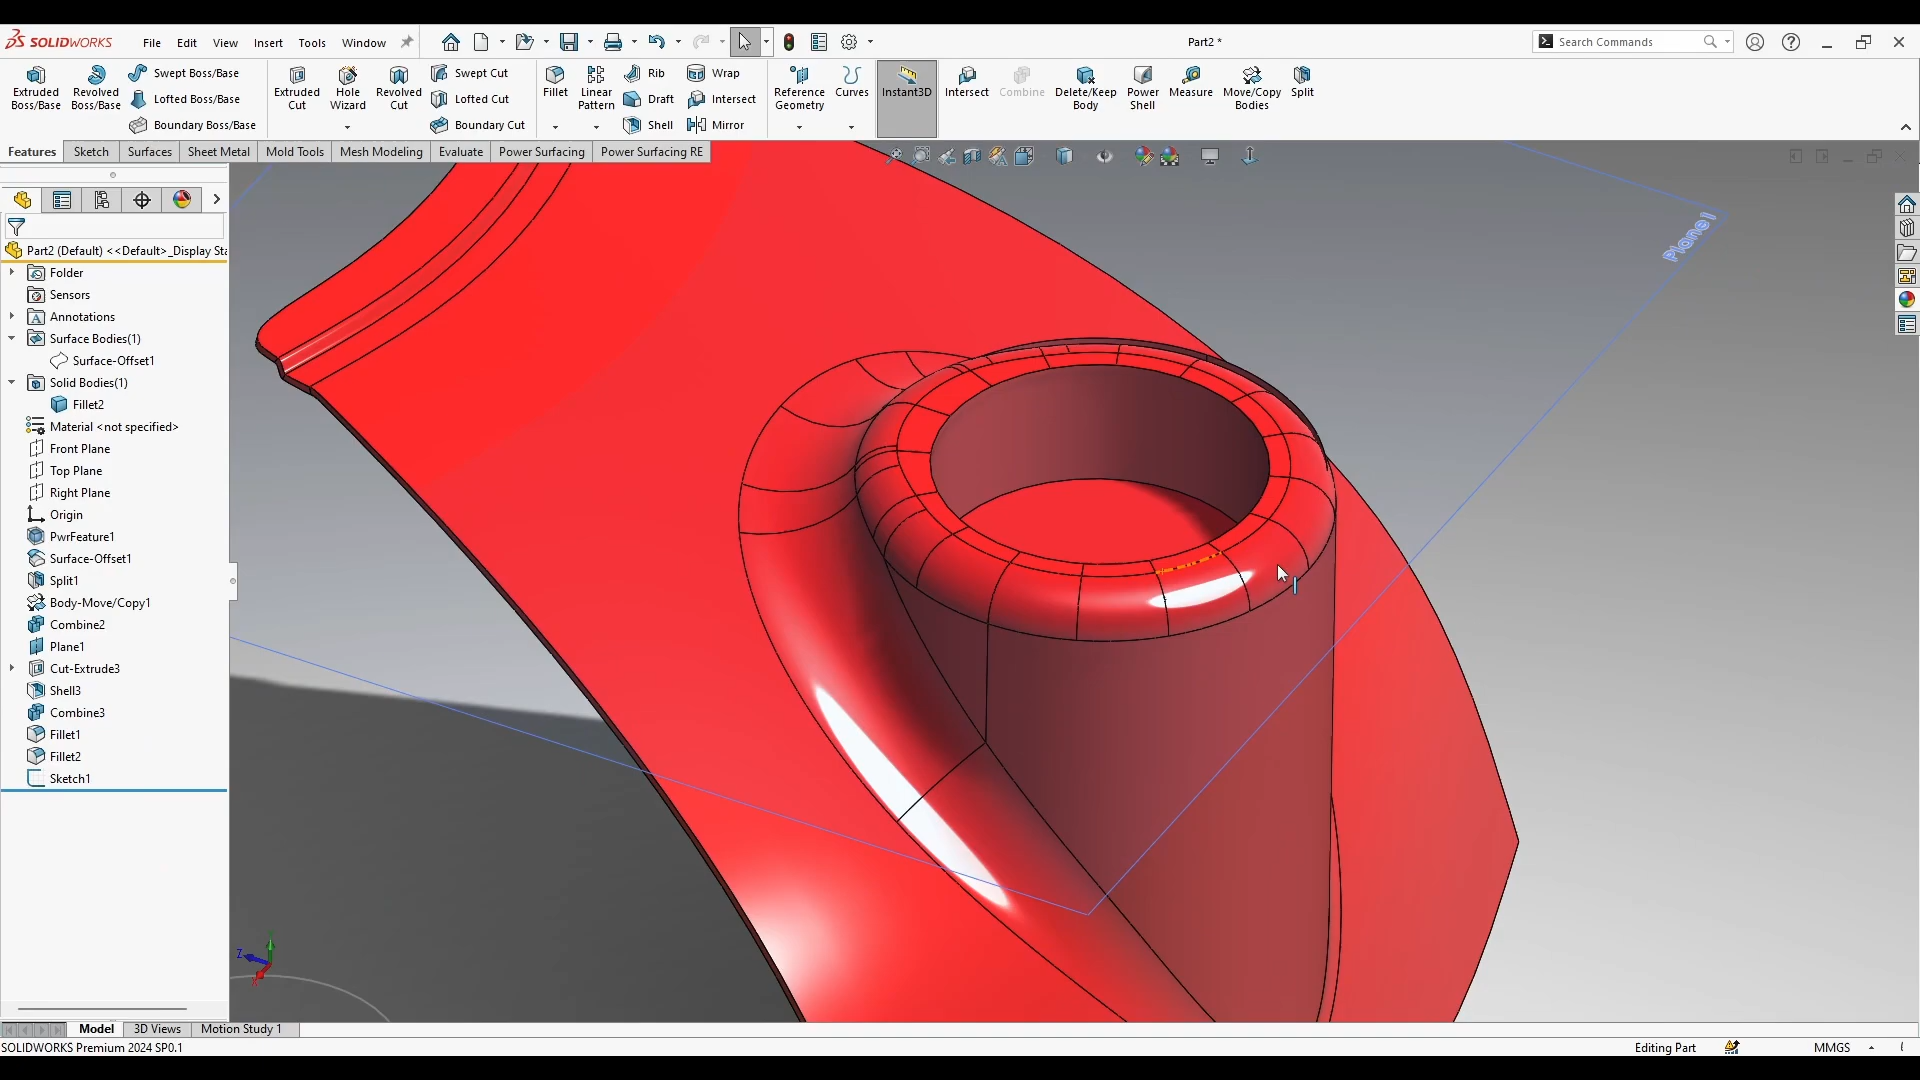 SOLIDWORKS File Edit View Insert Tools Window Part2 * Search Commands
Extruded Boss/Base
Revolved Boss/Base
Swept Boss/Base
Lofted Boss/Base
Boundary Boss/Base
Extruded Cut
Hole Wizard
Revolved Cut
Swept Cut
Lofted Cut
Boundary Cut
Fillet
Linear Pattern
Rib
Draft
Shell
Wrap
Intersect
Mirror
Reference Geometry
Curves
Instant3D
Intersect
Combine
Delete/Keep Body
Power Shell
Measure
Move/Copy Bodies
Split
Features Sketch Surfaces Sheet Metal Mold Tools Mesh Modeling Evaluate Power Surfacing Power Surfacing RE
Part2 (Default) <<Default>_Display Sta
Folder
Sensors
Annotations
Surface Bodies(1)
Surface-Offset1
Solid Bodies(1)
Fillet2
Material <not specified>
Front Plane
Top Plane
Right Plane
Origin
PwrFeature1
Surface-Offset1
Split1
Body-Move/Copy1
Combine2
Plane1
Cut-Extrude3
Shell3
Combine3
Fillet1
Fillet2
Sketch1
Plane1
Z
Model 3D Views Motion Study 1
SOLIDWORKS Premium 2024 SP0.1 Editing Part MMGS